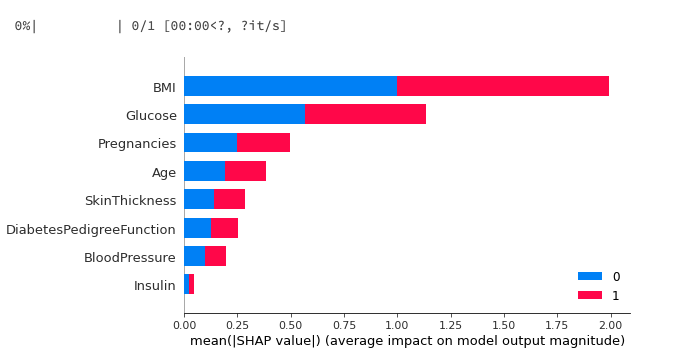 0%| | 0/1 [00:00<?, ?it/s]
BMI
Glucose
Pregnancies
Age
SkinThickness
DiabetesPedigreeFunction
BloodPressure
Insulin
0
1
0.00 0.25 0.50 0.75 1.00 1.25 1.50 1.75 2.00
mean(|SHAP value|) (average impact on model output magnitude)